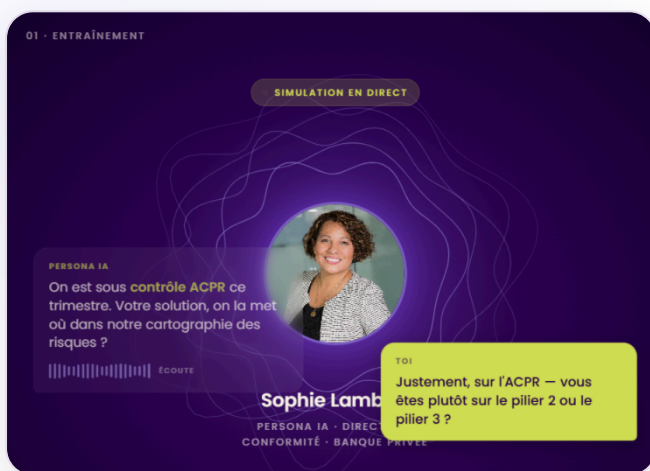 01 · ENTRAÎNEMENT
SIMULATION EN DIRECT
PERSONA IA
On est sous contrôle ACPR ce
trimestre. Votre solution, on la met
où dans notre cartographie des
risques ?
ÉCOUTE
TOI
Justement, sur l'ACPR — vous
êtes plutôt sur le pilier 2 ou le
pilier 3 ?
Sophie Lamb
PERSONA IA · DIRECT
CONFORMITÉ · BANQUE PRIVÉE